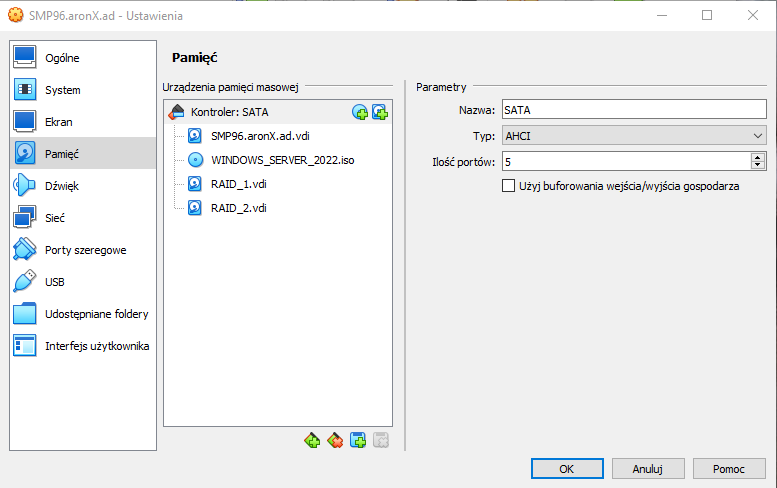 SMP96.aronX.ad - Ustawienia
Ogólne
System
Ekran
Pamięć
Dźwięk
Sieć
Porty szeregowe
USB
Udostępniane foldery
Interfejs użytkownika
Pamięć
Urządzenia pamięci masowej
Kontroler: SATA
SMP96.aronX.ad.vdi
WINDOWS_SERVER_2022.iso
RAID_1.vdi
RAID_2.vdi
Parametry
Nazwa: SATA
Typ: AHCI
Ilość portów: 5
Użyj buforowania wejścia/wyjścia gospodarza
OK Anuluj Pomoc